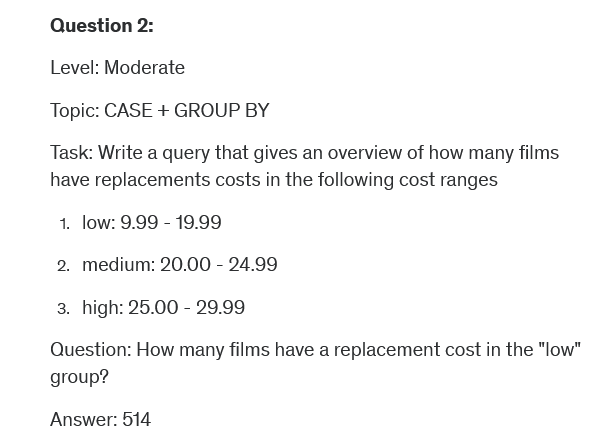 Question 2:
Level: Moderate
Topic: CASE + GROUP BY
Task: Write a query that gives an overview of how many films
have replacements costs in the following cost ranges
1. low: 9.99 - 19.99
2. medium: 20.00 - 24.99
3. high: 25.00 - 29.99
Question: How many films have a replacement cost in the "low"
group?
Answer: 514